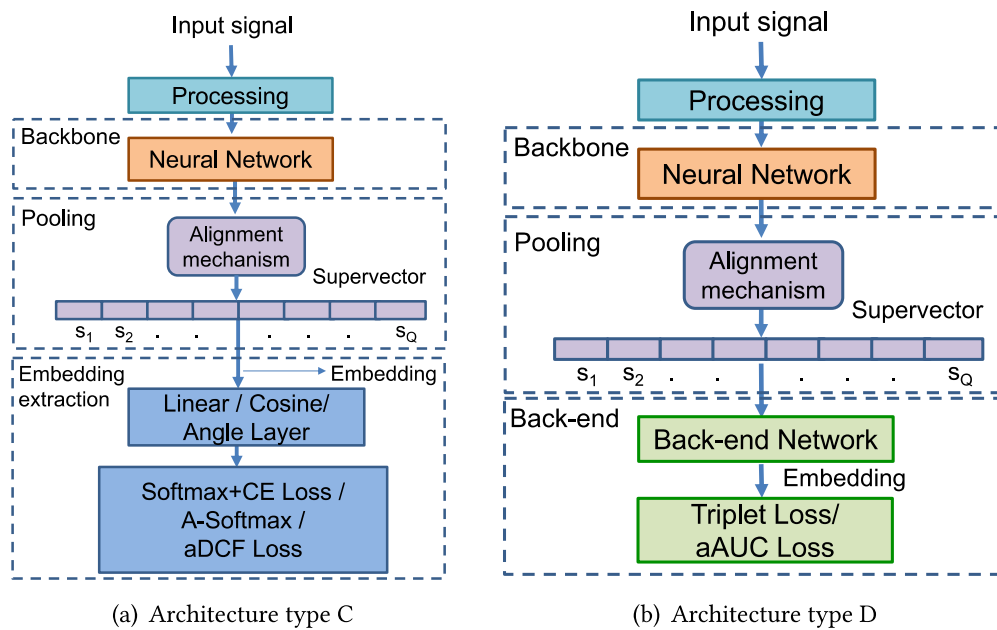 Input signal
Processing
Backbone
Neural Network
Pooling
Alignment
mechanism
Supervector
s1 s2 . . . . . sQ
Embedding
extraction
Embedding
Linear / Cosine/
Angle Layer
Softmax+CE Loss /
A-Softmax /
aDCF Loss
(a) Architecture type C
Input signal
Processing
Backbone
Neural Network
Pooling
Alignment
mechanism
Supervector
s1 s2 . . . . . sQ
Back-end
Back-end Network
Embedding
Triplet Loss/
aAUC Loss
(b) Architecture type D